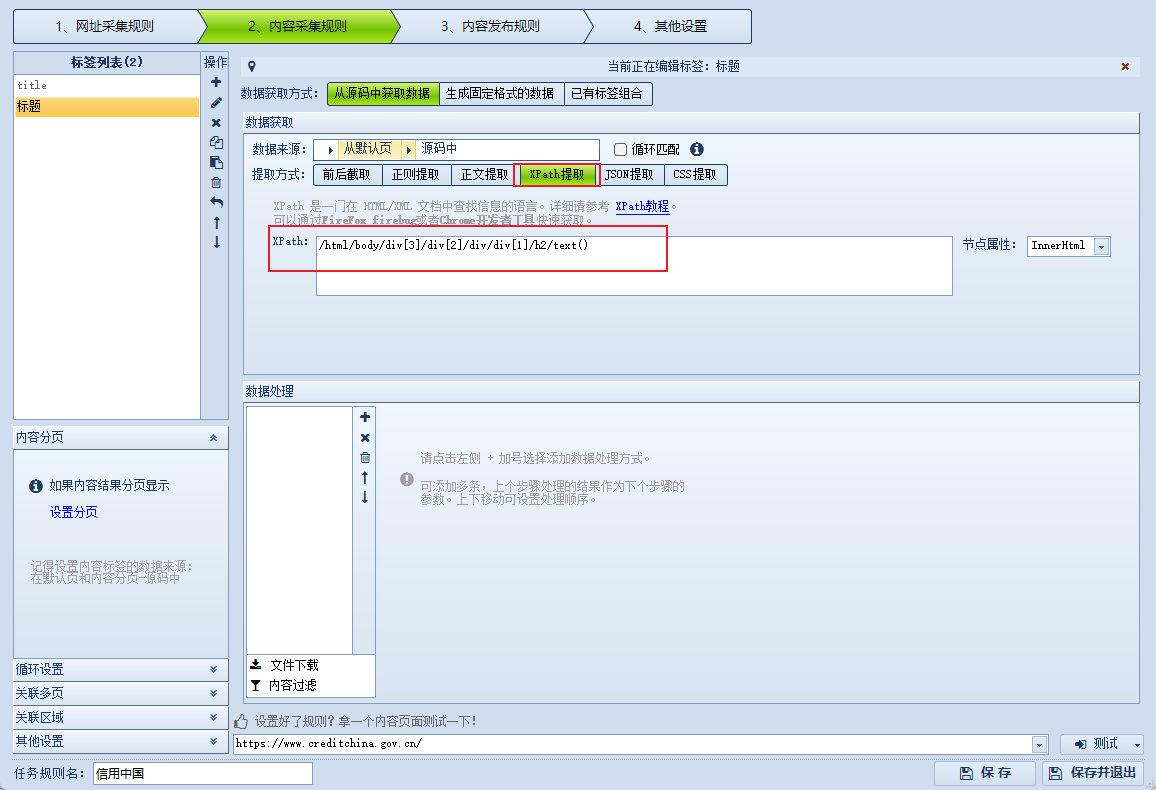 1、网址采集规则
2、内容采集规则
3、内容发布规则
4、其他设置
标签列表(2)
操作
title
标题
当前正在编辑标签：标题
数据获取方式：
从源码中获取数据
生成固定格式的数据
已有标签组合
数据获取
数据来源：
从默认页
源码中
循环匹配
提取方式：
前后截取
正则提取
正文提取
XPath提取
JSON提取
CSS提取
XPath 是一门在 HTML/XML 文档中查找信息的语言。详细请参考 XPath教程。
可以通过FireFox firebug或者Chrome开发者工具快速获取。
XPath:
/html/body/div[3]/div[2]/div/div[1]/h2/text()
节点属性：
InnerHtml
数据处理
请点击左侧 + 加号选择添加数据处理方式。
可添加多条，上个步骤处理的结果作为下个步骤的
参数。上下移动可设置处理顺序。
文件下载
内容过滤
内容分页
如果内容结果分页显示
设置分页
记得设置内容标签的数据来源：
在默认页和内容分页-源码中
循环设置
关联多页
关联区域
其他设置
设置好了规则？拿一个内容页面测试一下！
https://www.creditchina.gov.cn/
测试
任务规则名：
信用中国
保 存
保存并退出